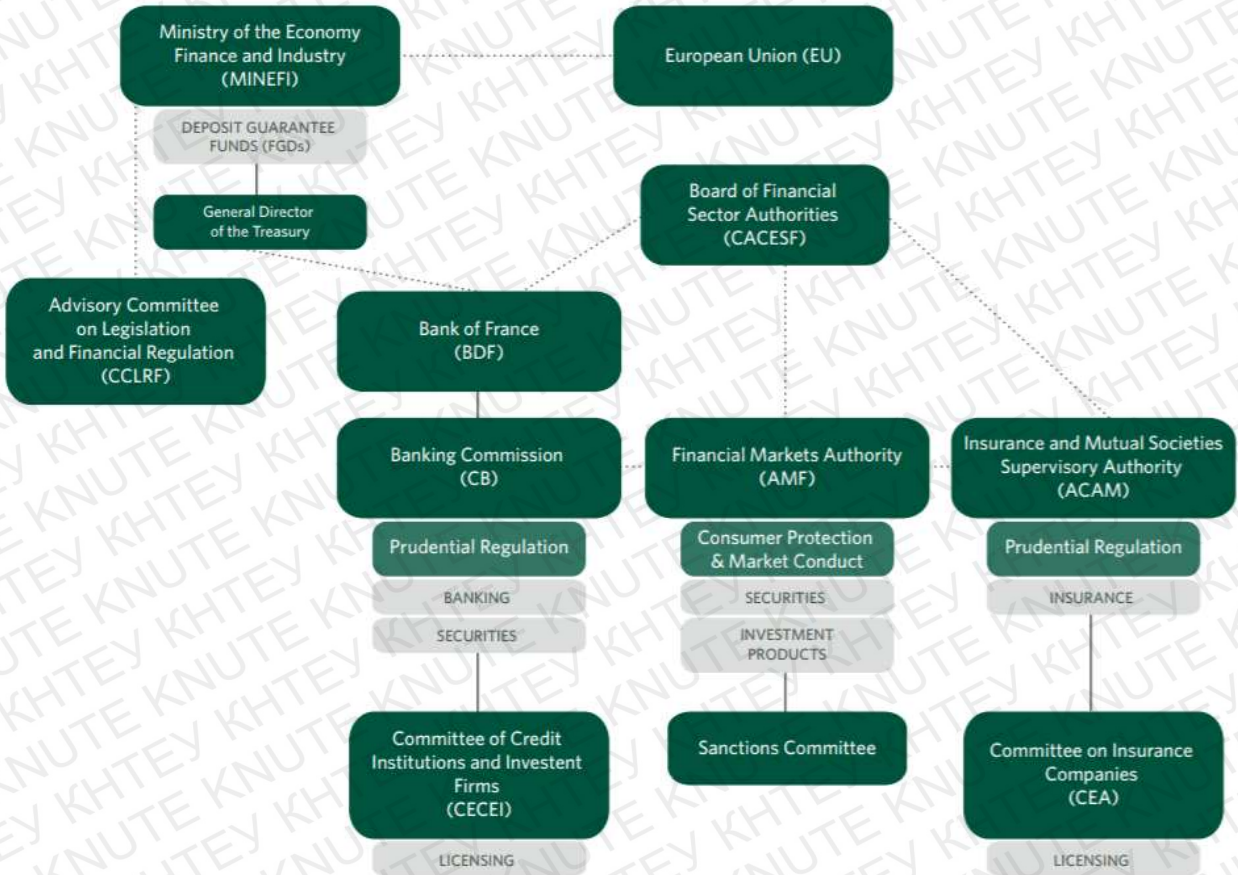 Ministry of the Economy
Finance and Industry
(MINEFI)
European Union (EU)
DEPOSIT GUARANTEE
FUNDS (FGDs)
General Director
of the Treasury
Board of Financial
Sector Authorities
(CACESF)
Advisory Committee
on Legislation
and Financial Regulation
(CCLRF)
Bank of France
(BDF)
Banking Commission
(CB)
Financial Markets Authority
(AMF)
Insurance and Mutual Societies
Supervisory Authority
(ACAM)
Prudential Regulation
BANKING
SECURITIES
Consumer Protection
& Market Conduct
SECURITIES
INVESTMENT
PRODUCTS
Prudential Regulation
INSURANCE
Committee of Credit
Institutions and Investent
Firms
(CECEI)
LICENSING
Sanctions Committee
Committee on Insurance
Companies
(CEA)
LICENSING
KNUTE KHTEY KNUTE KHTEY